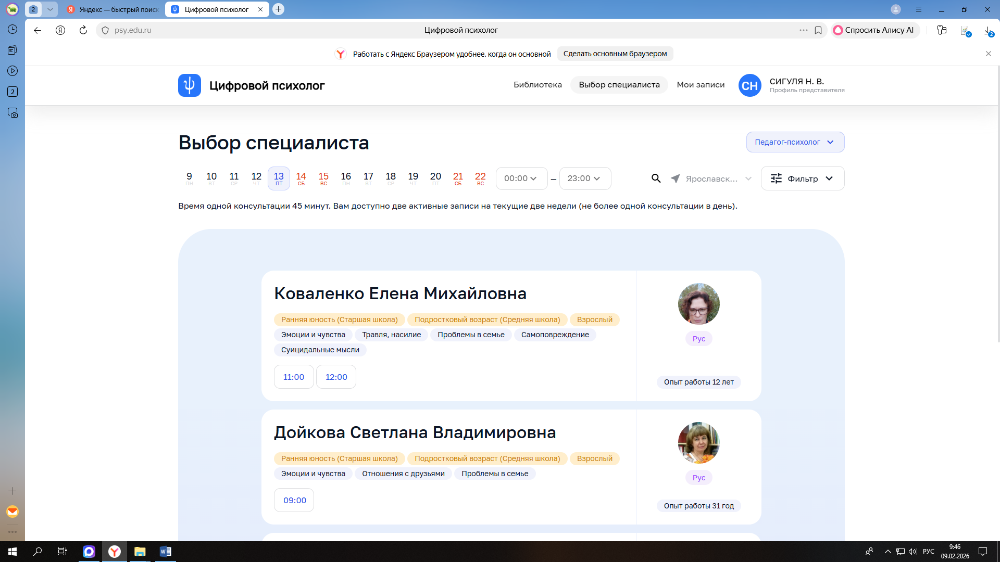 2
Яндекс — быстрый поиск
Цифровой психолог
psy.edu.ru
Цифровой психолог
Спросить Алису AI
2
2
Работать с Яндекс Браузером удобнее, когда он основной
Сделать основным браузером
Цифровой психолог
Библиотека
Выбор специалиста
Мои записи
СН
СИГУЛЯ Н. В.
Профиль представителя
Выбор специалиста
Педагог-психолог
9 10 11 12 13 14 15 16 17 18 19 20 21 22
ПН ВТ СР ЧТ ПТ СБ ВС ПН ВТ СР ЧТ ПТ СБ ВС
00:00 – 23:00
Ярославск...
Фильтр
Время одной консультации 45 минут. Вам доступно две активные записи на текущие две недели (не более одной консультации в день).
Коваленко Елена Михайловна
Ранняя юность (Старшая школа) Подростковый возраст (Средняя школа) Взрослый
Эмоции и чувства Травля, насилие Проблемы в семье Самоповреждение
Суицидальные мысли
11:00 12:00
Рус
Опыт работы 12 лет
Дойкова Светлана Владимировна
Ранняя юность (Старшая школа) Подростковый возраст (Средняя школа) Взрослый
Эмоции и чувства Отношения с друзьями Проблемы в семье
09:00
Рус
Опыт работы 31 год
РУС
9:46
09.02.2026